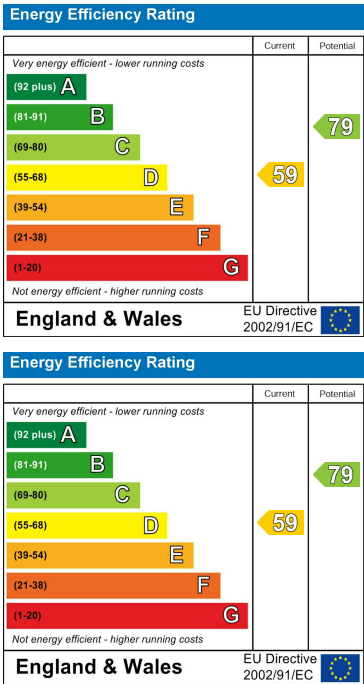 Energy Efficiency Rating
Current Potential
Very energy efficient - lower running costs
(92 plus) A
(81-91) B
79
(69-80) C
(55-68) D
59
(39-54) E
(21-38) F
(1-20) G
Not energy efficient - higher running costs
England & Wales
EU Directive
2002/91/EC
Energy Efficiency Rating
Current Potential
Very energy efficient - lower running costs
(92 plus) A
(81-91) B
79
(69-80) C
(55-68) D
59
(39-54) E
(21-38) F
(1-20) G
Not energy efficient - higher running costs
England & Wales
EU Directive
2002/91/EC